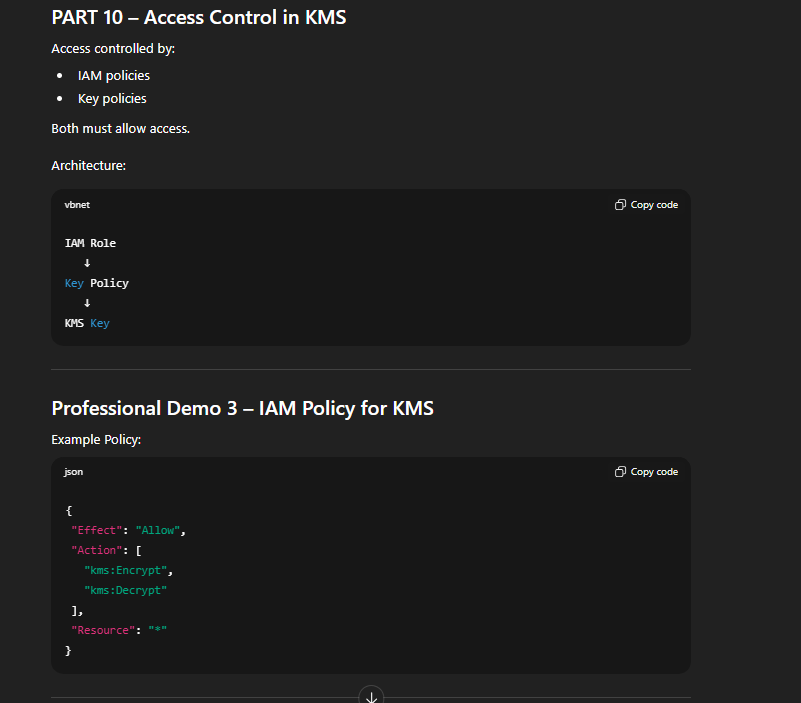 PART 10 – Access Control in KMS
Access controlled by:
• IAM policies
• Key policies
Both must allow access.
Architecture:
vbnet
Copy code
IAM Role
↓
Key Policy
↓
KMS Key
Professional Demo 3 – IAM Policy for KMS
Example Policy:
json
Copy code
{
"Effect": "Allow",
"Action": [
"kms:Encrypt",
"kms:Decrypt"
],
"Resource": "*"
}